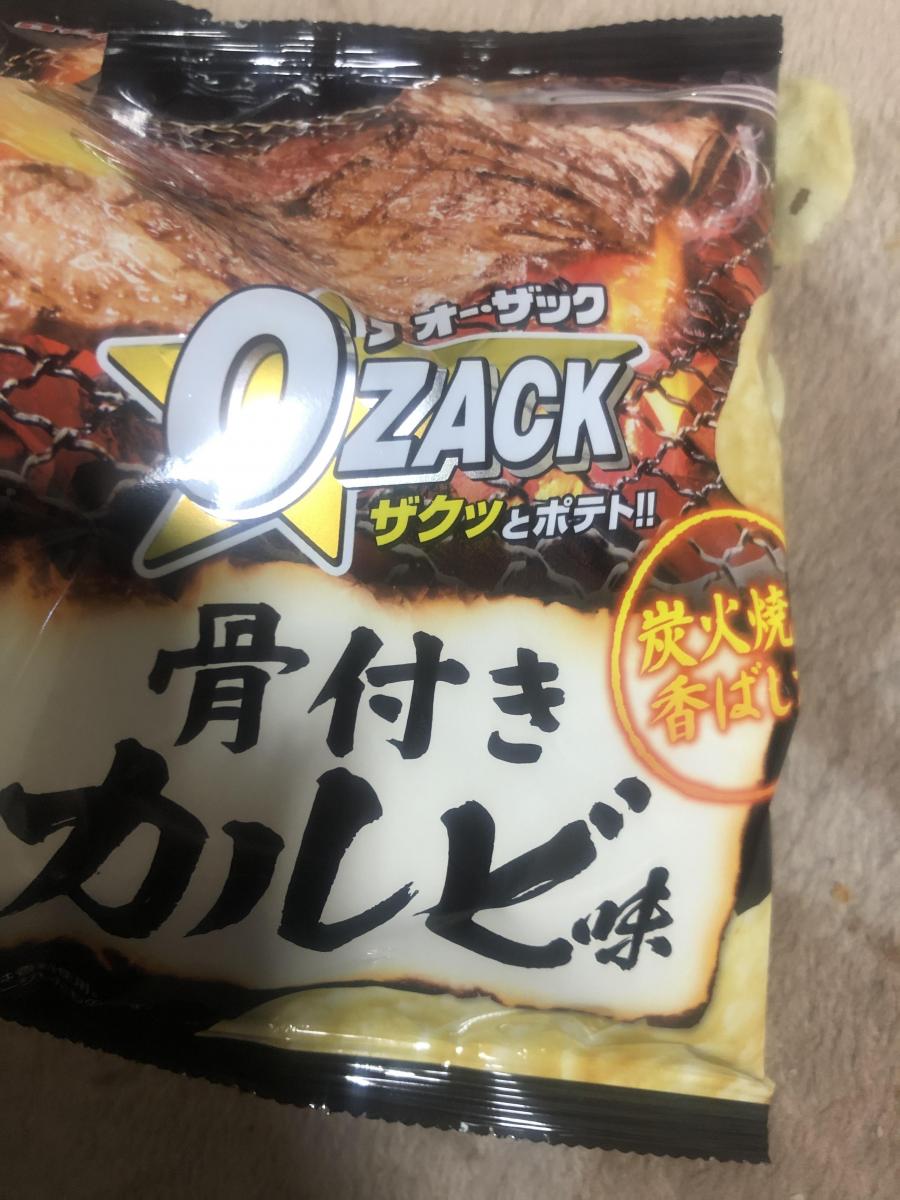 オー・ザック
O'ZACK
ザクッとポテト!!
炭火焼
香ばし
骨付き
カルビ味